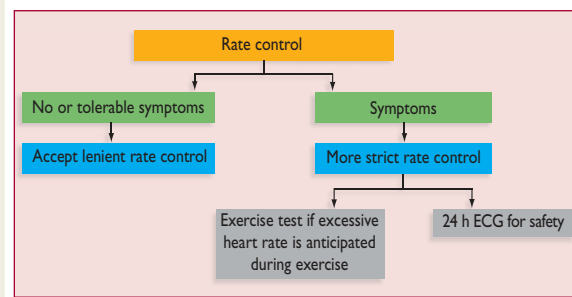 Rate control
No or tolerable symptoms
Symptoms
Accept lenient rate control
More strict rate control
Exercise test if excessive
heart rate is anticipated
during exercise
24 h ECG for safety